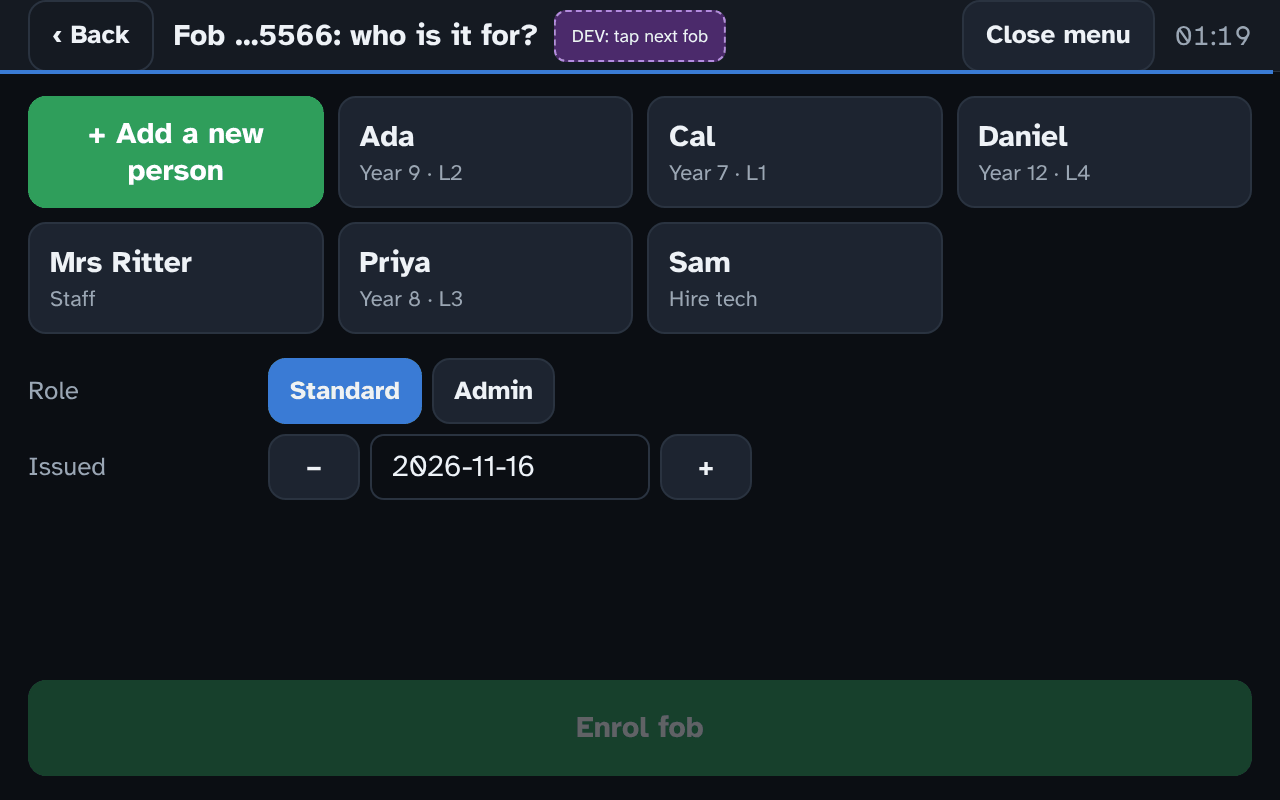 ‹ Back
Fob ...5566: who is it for?
DEV: tap next fob
Close menu
01:19
+ Add a new
person
Ada
Year 9 · L2
Cal
Year 7 · L1
Daniel
Year 12 · L4
Mrs Ritter
Staff
Priya
Year 8 · L3
Sam
Hire tech
Role
Standard
Admin
Issued
−
2026-11-16
+
Enrol fob